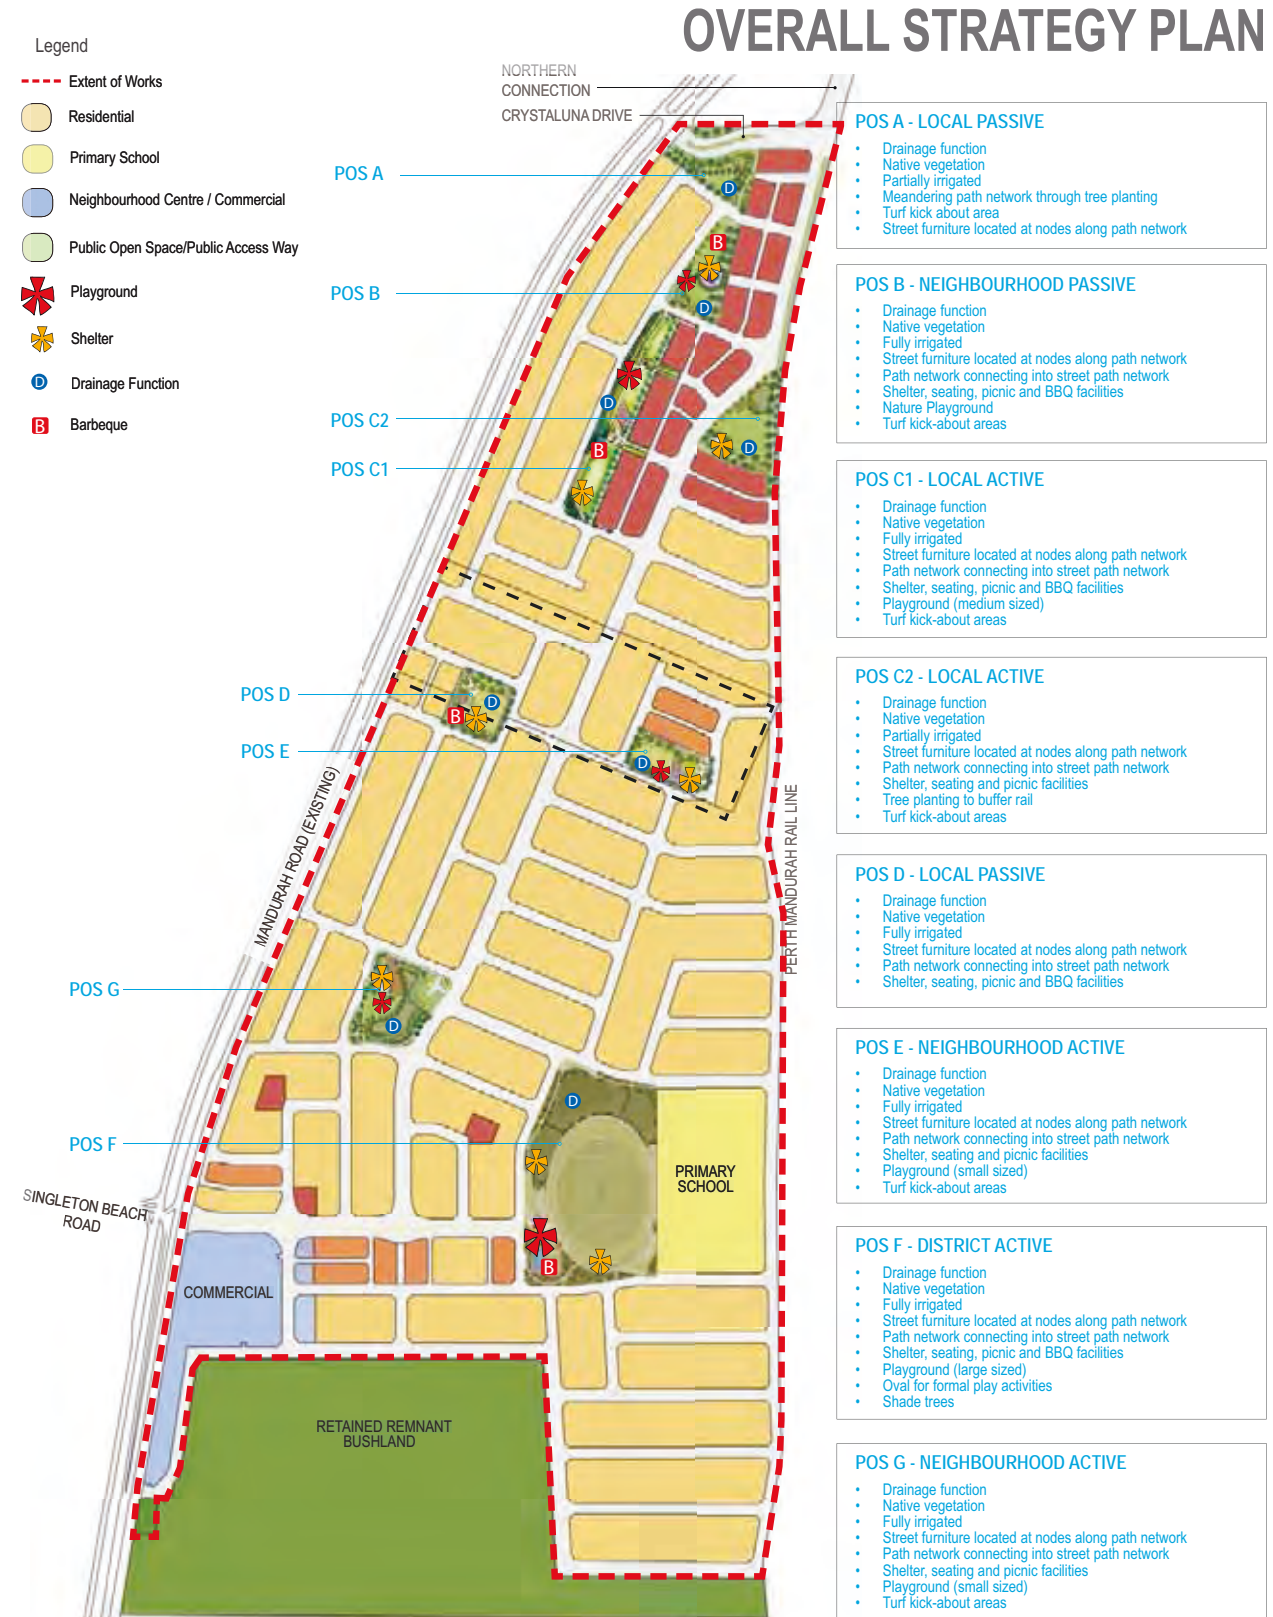 OVERALL STRATEGY PLAN
Legend
Extent of Works
Residential
Primary School
Neighbourhood Centre / Commercial
Public Open Space/Public Access Way
Playground
Shelter
D Drainage Function
B Barbeque
NORTHERN
CONNECTION
CRYSTALUNA DRIVE
POS A
POS B
POS C2
POS C1
POS D
POS E
POS G
POS F
D
B
D
D
B
D
D
B
D
D
D
B
MANDURAH ROAD (EXISTING)
PERTH MANDURAH RAIL LINE
SINGLETON BEACH
ROAD
PRIMARY
SCHOOL
COMMERCIAL
RETAINED REMNANT
BUSHLAND
POS A - LOCAL PASSIVE
• Drainage function
• Native vegetation
• Partially irrigated
• Meandering path network through tree planting
• Turf kick about area
• Street furniture located at nodes along path network
POS B - NEIGHBOURHOOD PASSIVE
• Drainage function
• Native vegetation
• Fully irrigated
• Street furniture located at nodes along path network
• Path network connecting into street path network
• Shelter, seating, picnic and BBQ facilities
• Nature Playground
• Turf kick-about areas
POS C1 - LOCAL ACTIVE
• Drainage function
• Native vegetation
• Fully irrigated
• Street furniture located at nodes along path network
• Path network connecting into street path network
• Shelter, seating, picnic and BBQ facilities
• Playground (medium sized)
• Turf kick-about areas
POS C2 - LOCAL ACTIVE
• Drainage function
• Native vegetation
• Partially irrigated
• Street furniture located at nodes along path network
• Path network connecting into street path network
• Shelter, seating and picnic facilities
• Tree planting to buffer rail
• Turf kick-about areas
POS D - LOCAL PASSIVE
• Drainage function
• Native vegetation
• Fully irrigated
• Street furniture located at nodes along path network
• Path network connecting into street path network
• Shelter, seating, picnic and BBQ facilities
POS E - NEIGHBOURHOOD ACTIVE
• Drainage function
• Native vegetation
• Fully irrigated
• Street furniture located at nodes along path network
• Path network connecting into street path network
• Shelter, seating and picnic facilities
• Playground (small sized)
• Turf kick-about areas
POS F - DISTRICT ACTIVE
• Drainage function
• Native vegetation
• Fully irrigated
• Street furniture located at nodes along path network
• Path network connecting into street path network
• Shelter, seating, picnic and BBQ facilities
• Playground (large sized)
• Oval for formal play activities
• Shade trees
POS G - NEIGHBOURHOOD ACTIVE
• Drainage function
• Native vegetation
• Fully irrigated
• Street furniture located at nodes along path network
• Path network connecting into street path network
• Shelter, seating and picnic facilities
• Playground (small sized)
• Turf kick-about areas